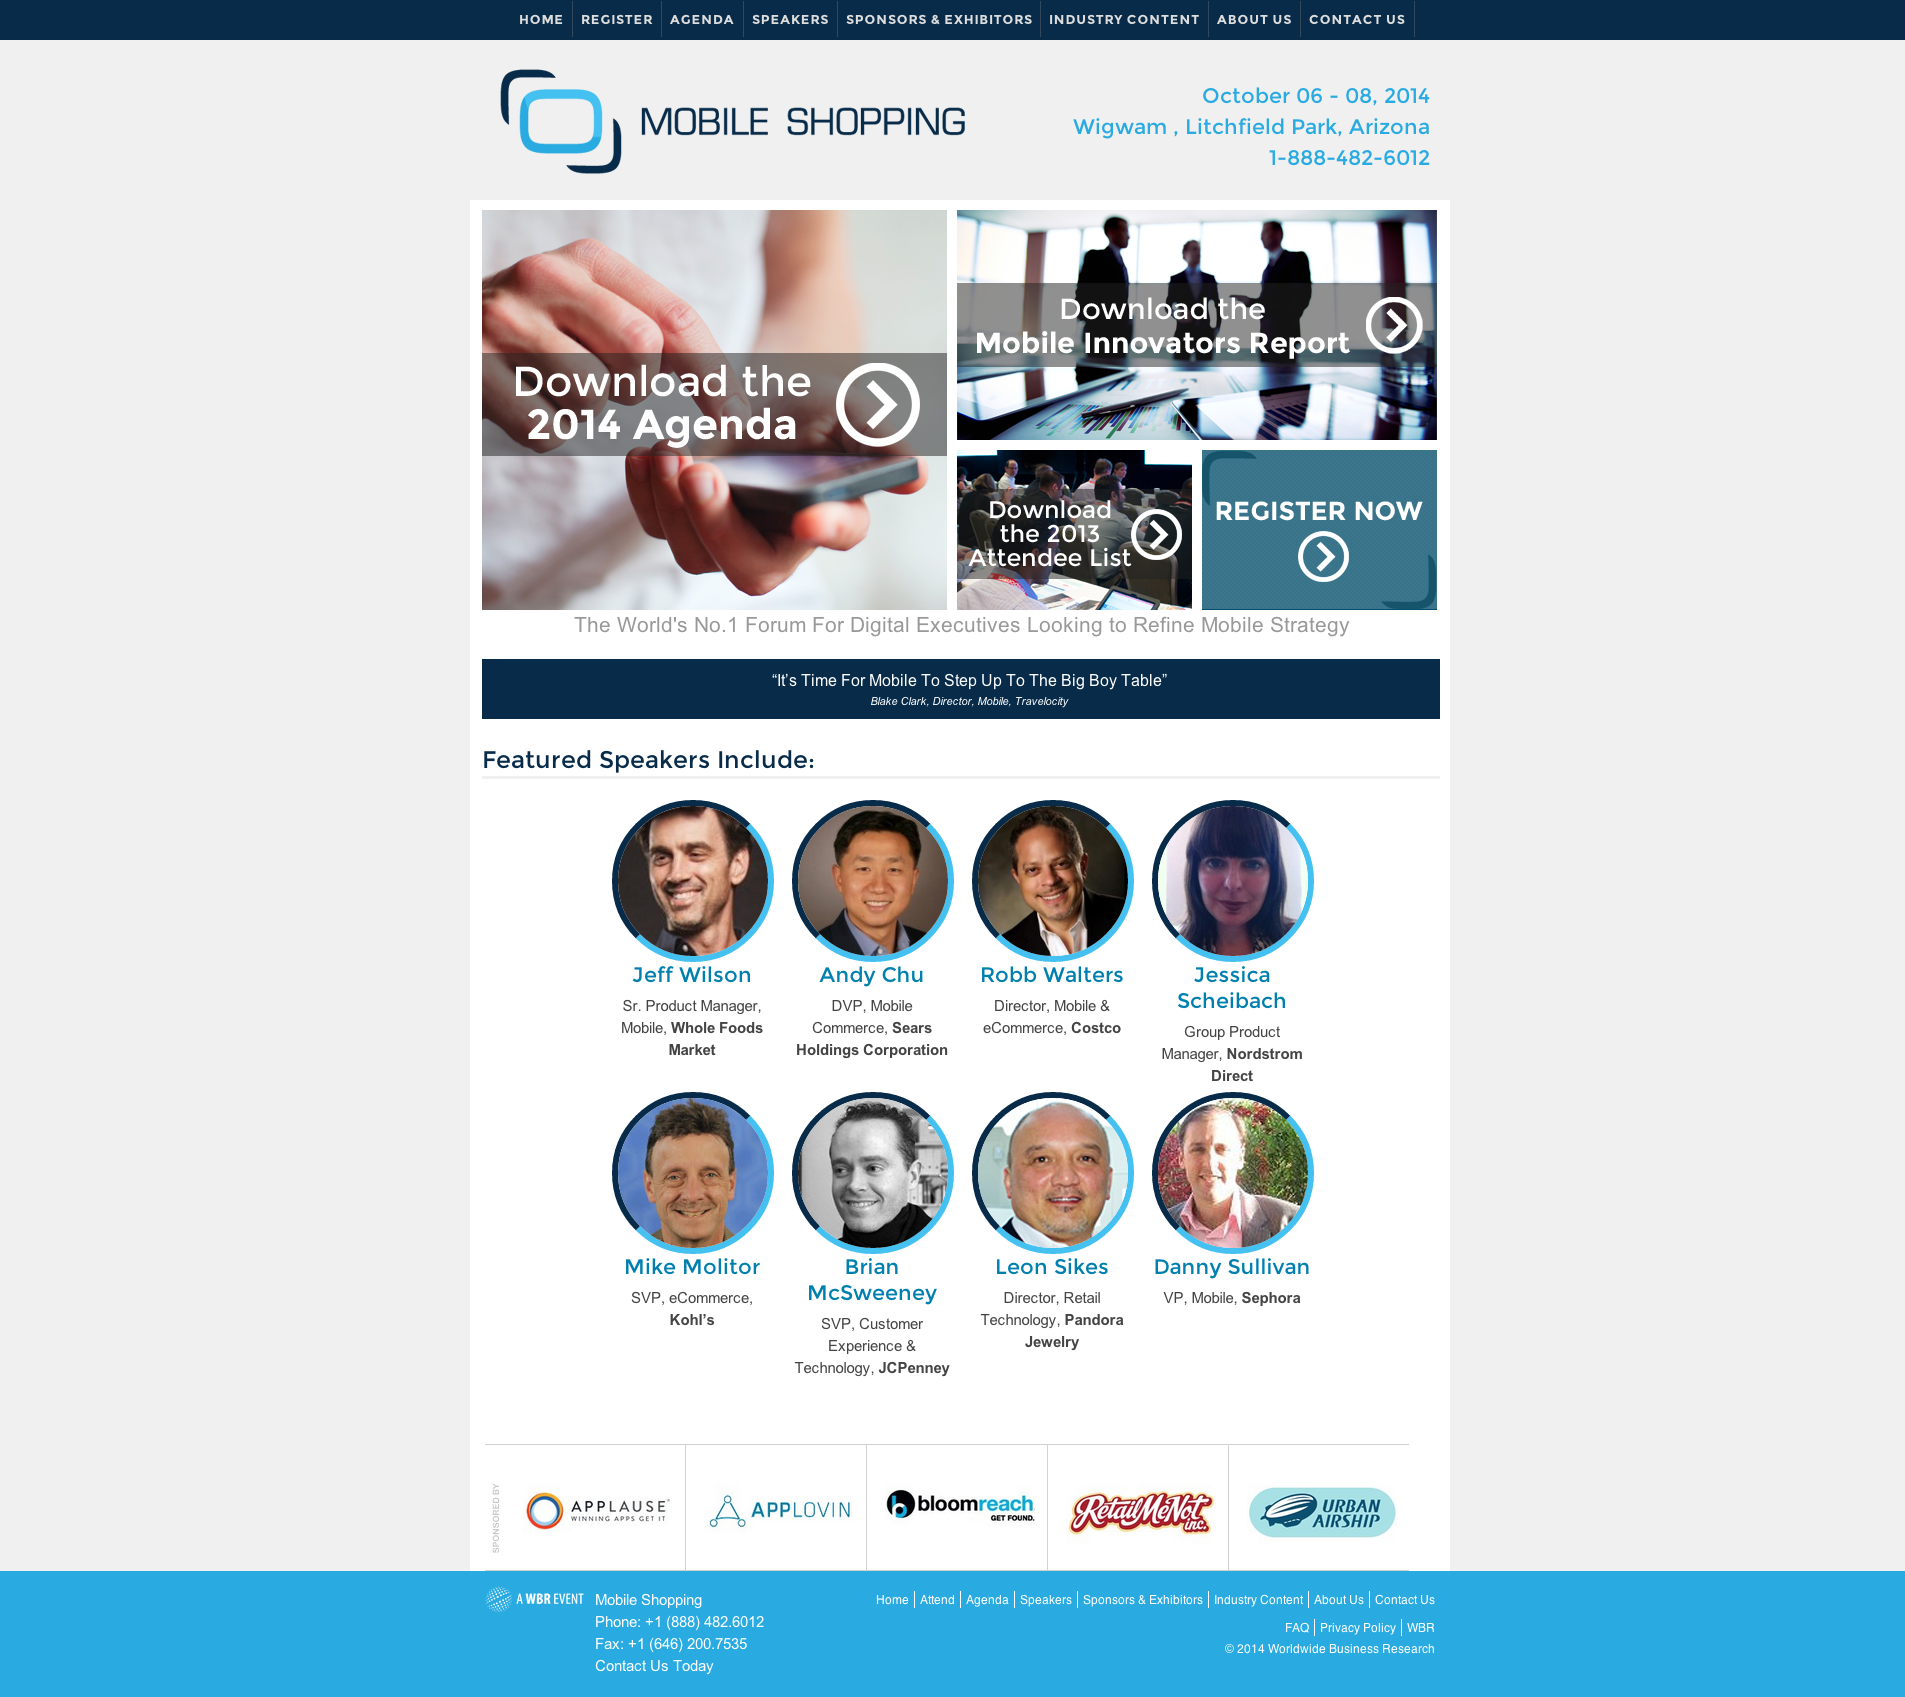 HOME REGISTER AGENDA SPEAKERS SPONSORS & EXHIBITORS INDUSTRY CONTENT ABOUT US CONTACT US
MOBILE SHOPPING
October 06 - 08, 2014
Wigwam , Litchfield Park, Arizona
1-888-482-6012
Download the
2014 Agenda
Download the
Mobile Innovators Report
Download
the 2013
Attendee List
REGISTER NOW
The World's No.1 Forum For Digital Executives Looking to Refine Mobile Strategy
“It’s Time For Mobile To Step Up To The Big Boy Table”
Blake Clark, Director, Mobile, Travelocity
Featured Speakers Include:
Jeff Wilson
Sr. Product Manager,
Mobile, Whole Foods
Market
Andy Chu
DVP, Mobile
Commerce, Sears
Holdings Corporation
Robb Walters
Director, Mobile &
eCommerce, Costco
Jessica
Scheibach
Group Product
Manager, Nordstrom
Direct
Mike Molitor
SVP, eCommerce,
Kohl’s
Brian
McSweeney
SVP, Customer
Experience &
Technology, JCPenney
Leon Sikes
Director, Retail
Technology, Pandora
Jewelry
Danny Sullivan
VP, Mobile, Sephora
SPONSORED BY
APPLAUSE
WINNING APPS GET IT
APPLOVIN
bloomreach
GET FOUND.
RetailMeNot
inc.
URBAN
AIRSHIP
A WBR EVENT
Mobile Shopping
Phone: +1 (888) 482.6012
Fax: +1 (646) 200.7535
Contact Us Today
Home Attend Agenda Speakers Sponsors & Exhibitors Industry Content About Us Contact Us
FAQ Privacy Policy WBR
© 2014 Worldwide Business Research